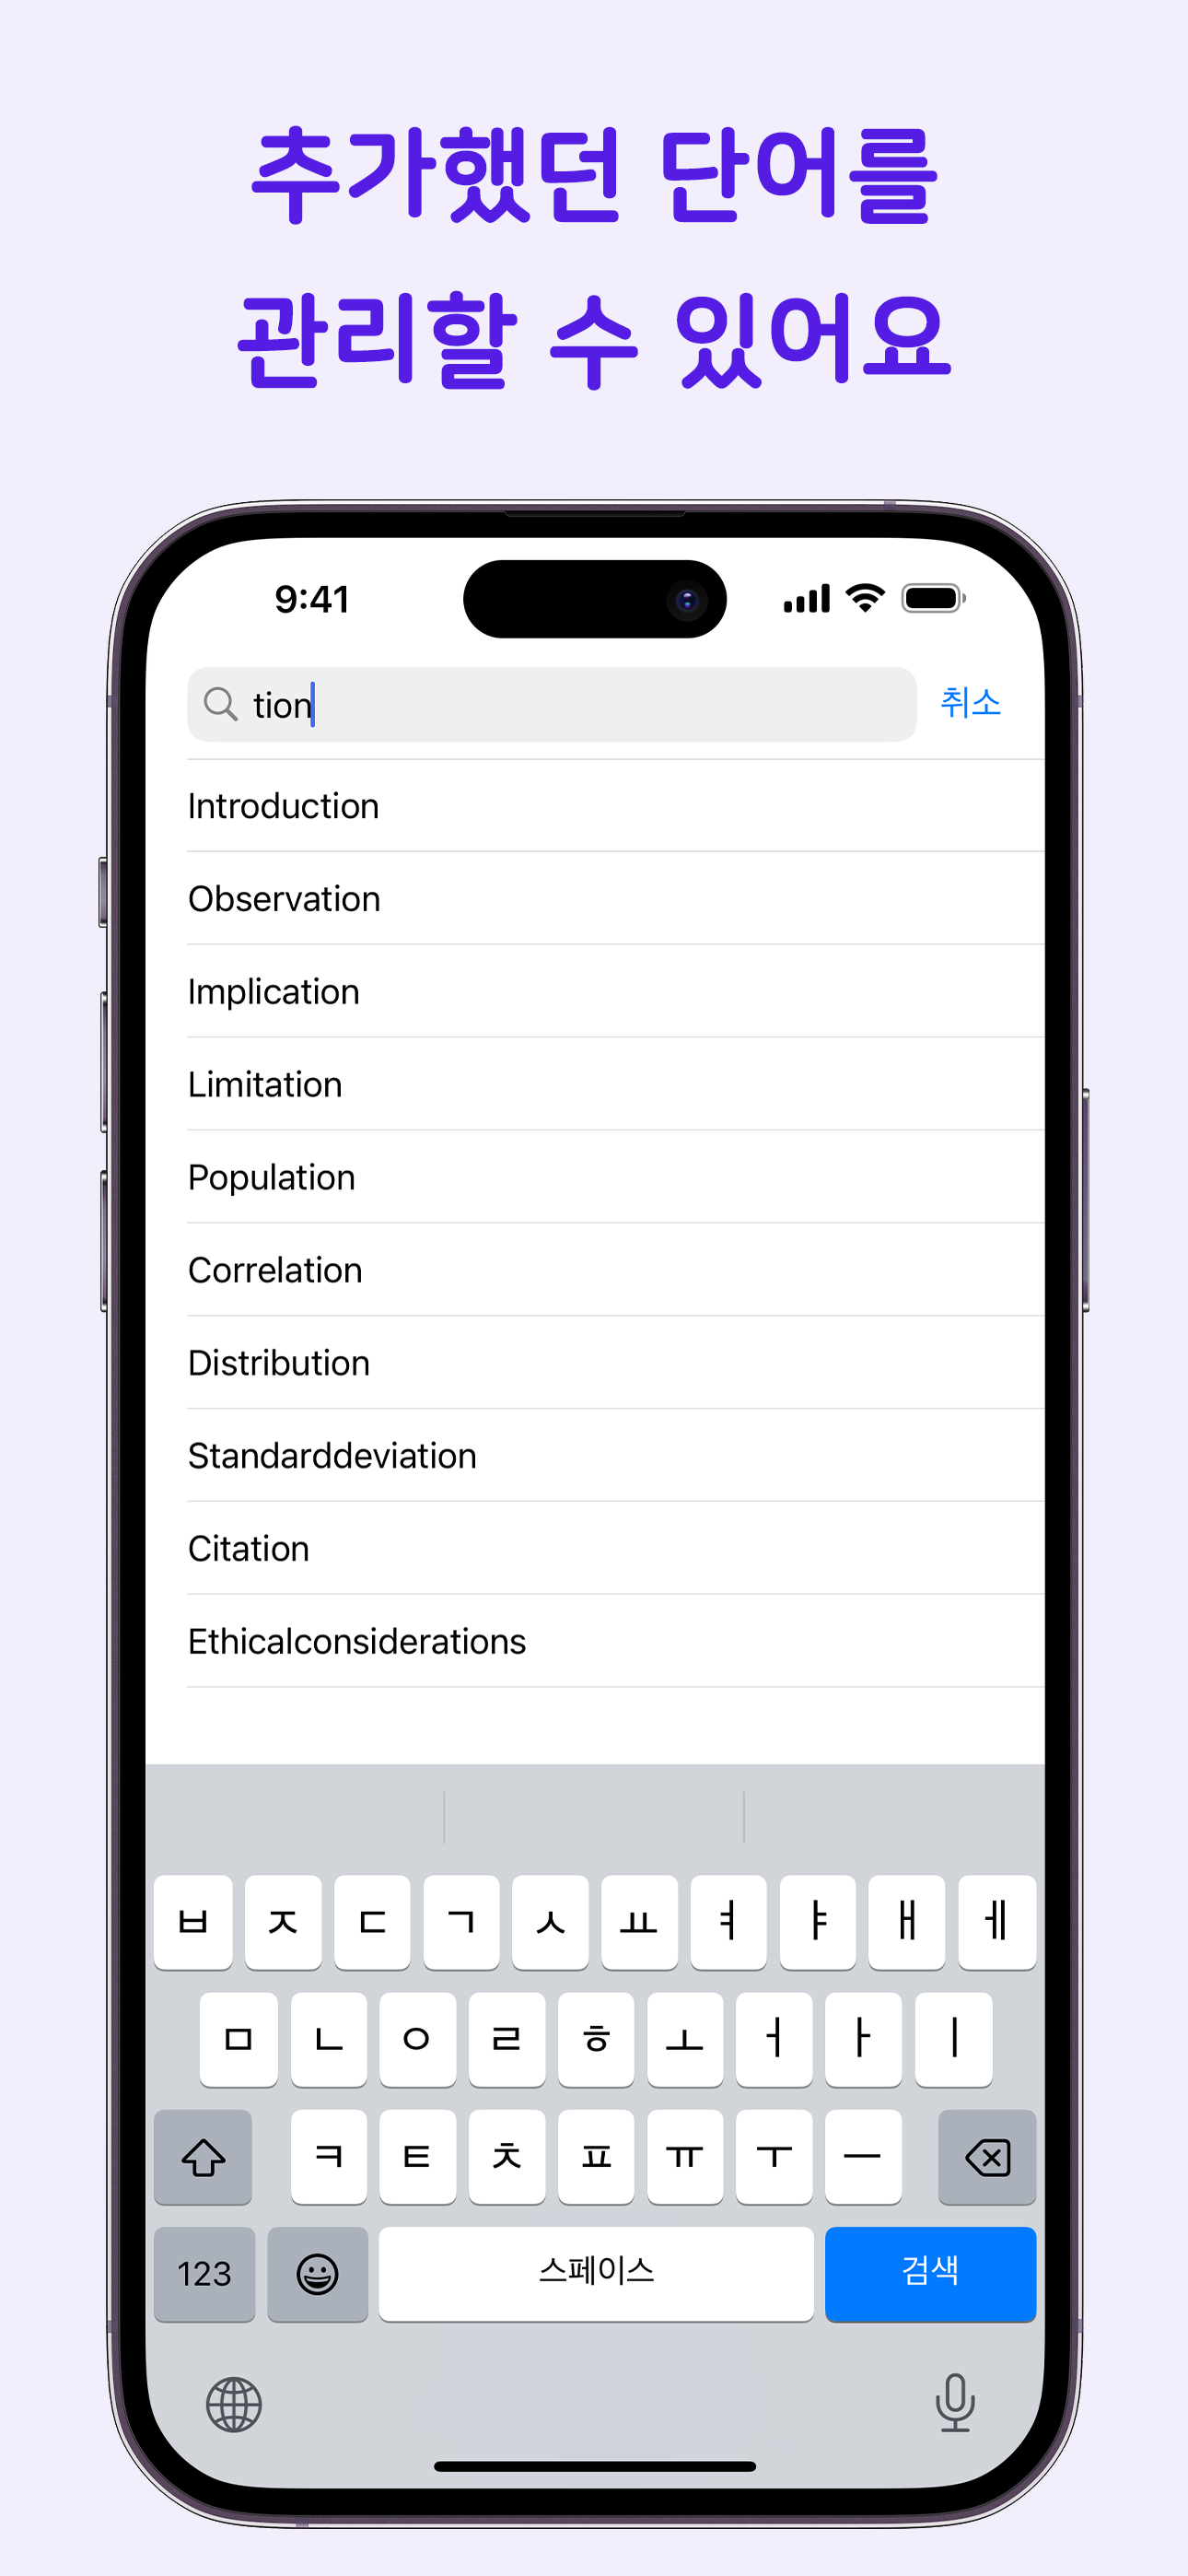 추가했던 단어를
관리할 수 있어요
9:41
tion 취소
Introduction
Observation
Implication
Limitation
Population
Correlation
Distribution
Standarddeviation
Citation
Ethicalconsiderations
ㅂ ㅈ ㄷ ㄱ ㅅ ㅛ ㅕ ㅑ ㅐ ㅔ
ㅁ ㄴ ㅇ ㄹ ㅎ ㅗ ㅓ ㅏ ㅣ
ㅋ ㅌ ㅊ ㅍ ㅠ ㅜ ㅡ
123 스페이스 검색